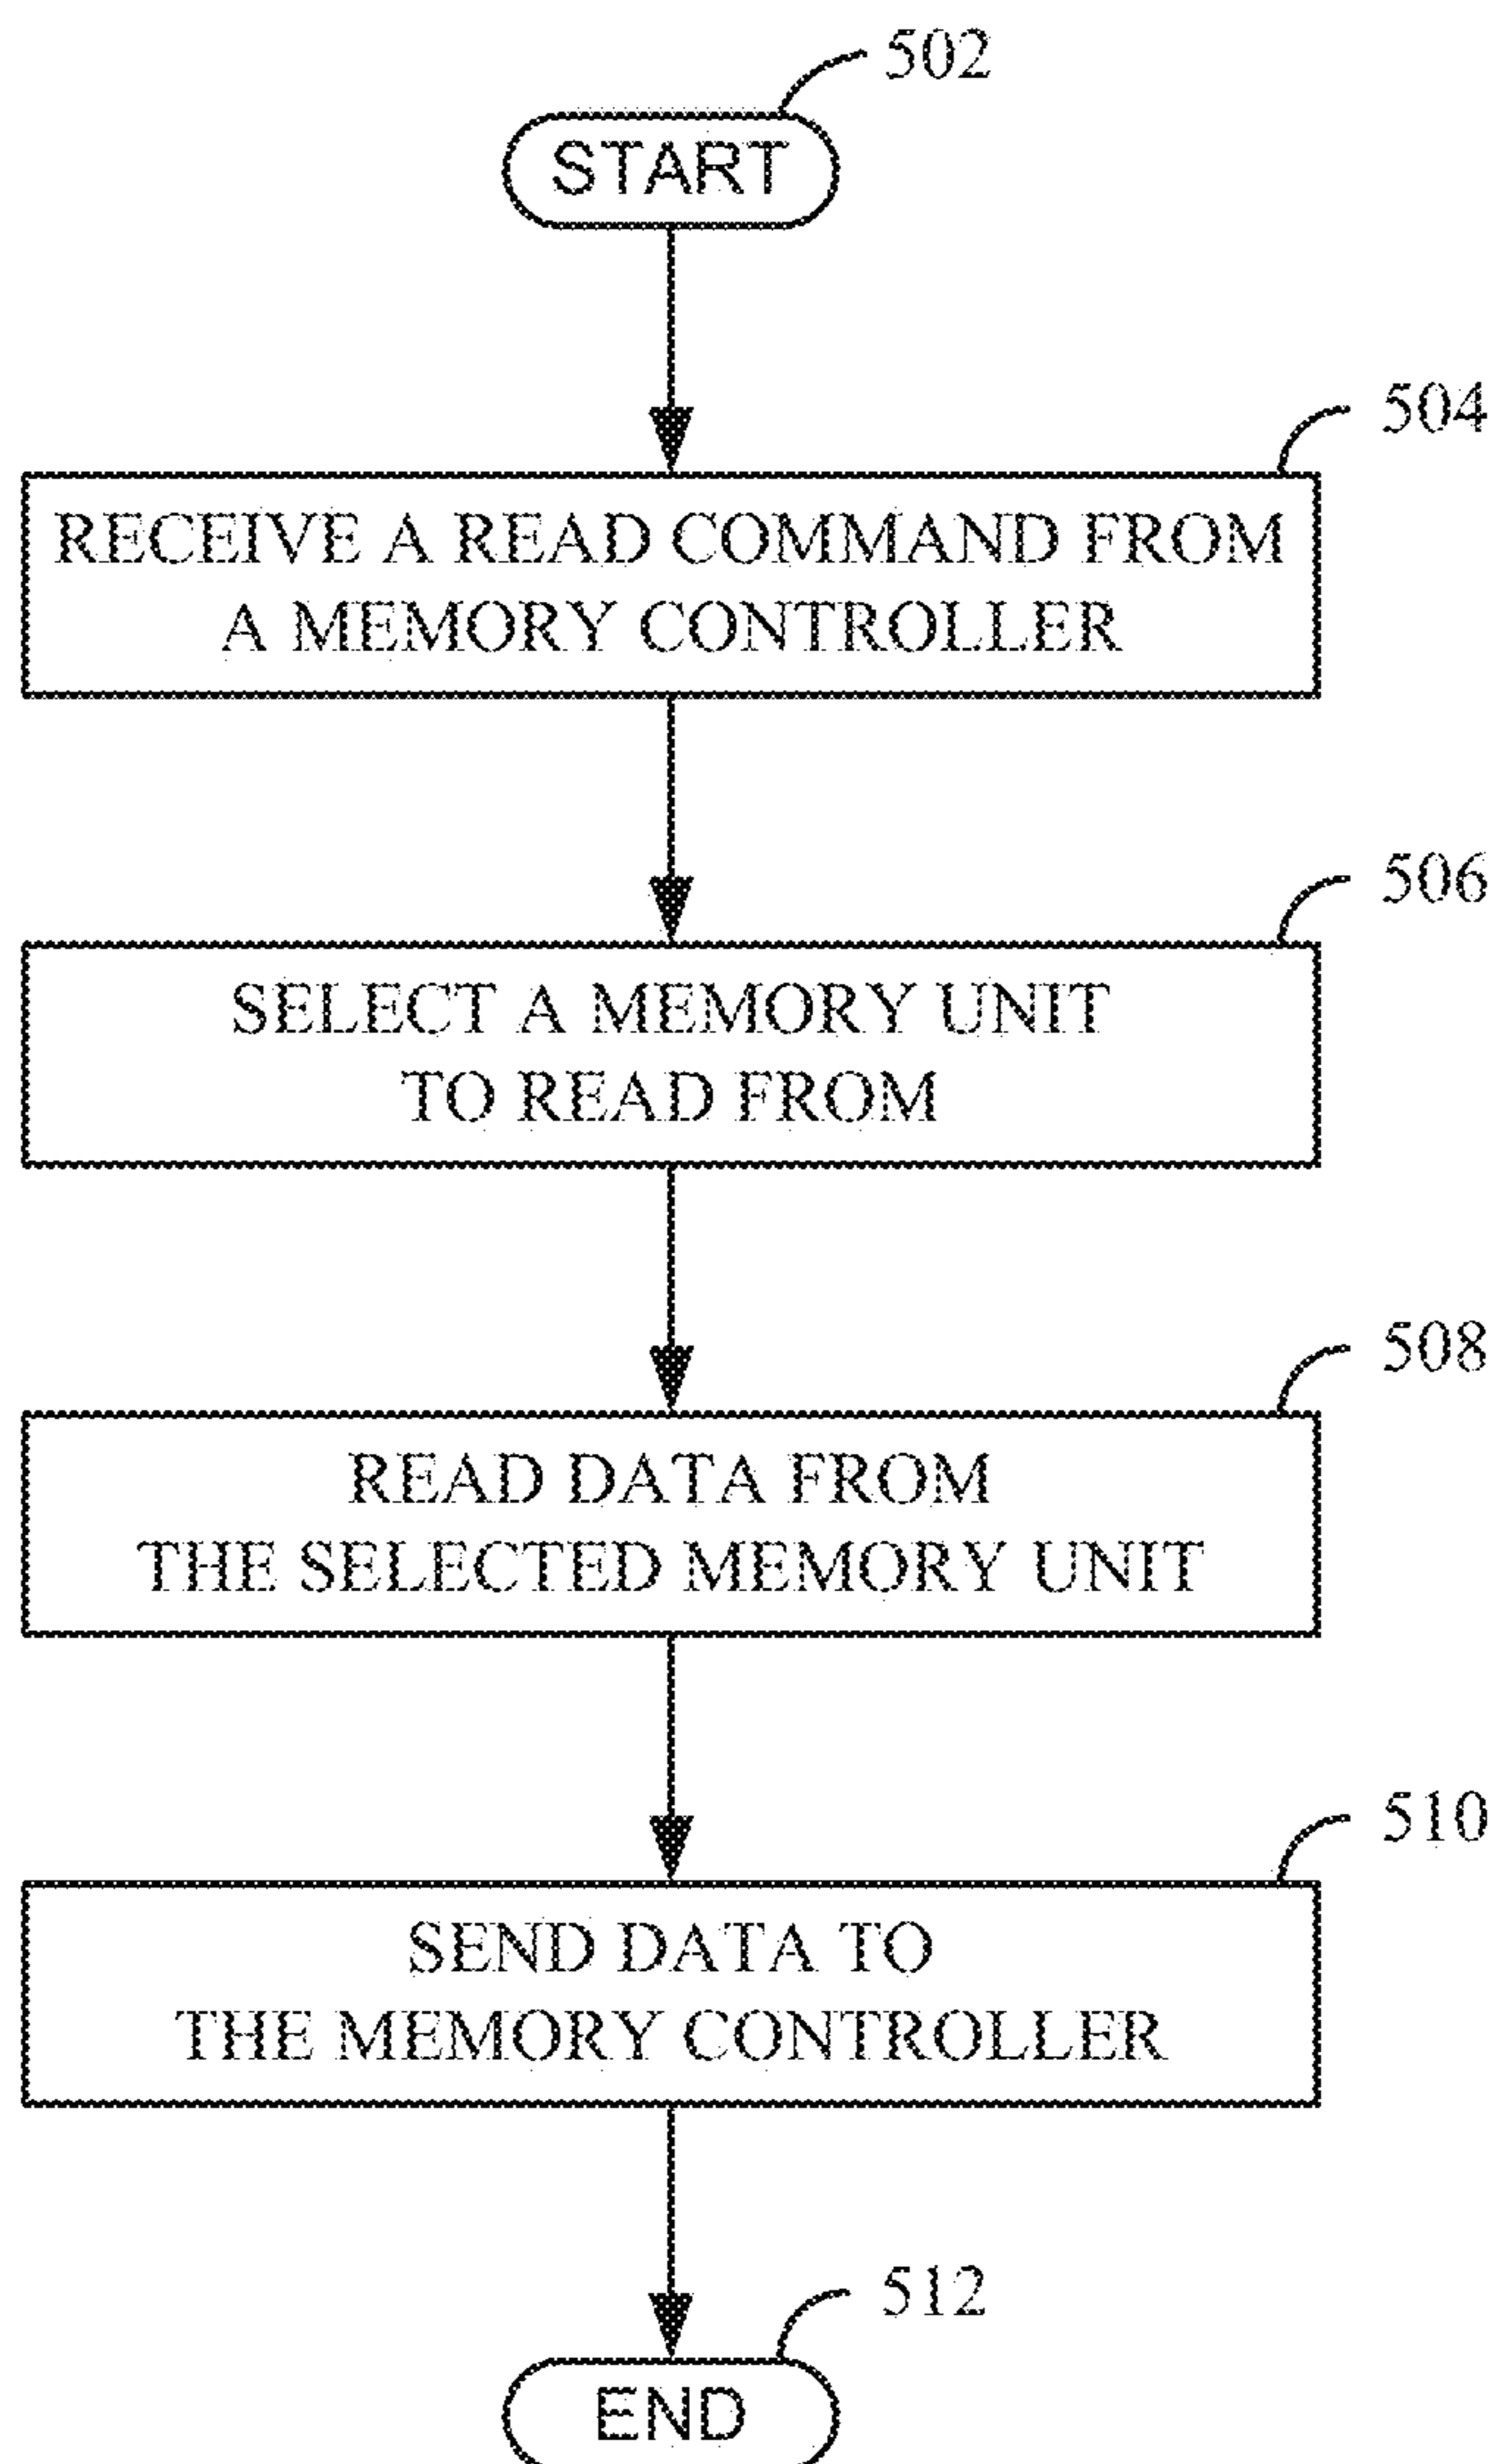 502
START
504
RECEIVE A READ COMMAND FROM
A MEMORY CONTROLLER
506
SELECT A MEMORY UNIT
TO READ FROM
508
READ DATA FROM
THE SELECTED MEMORY UNIT
510
SEND DATA TO
THE MEMORY CONTROLLER
512
END